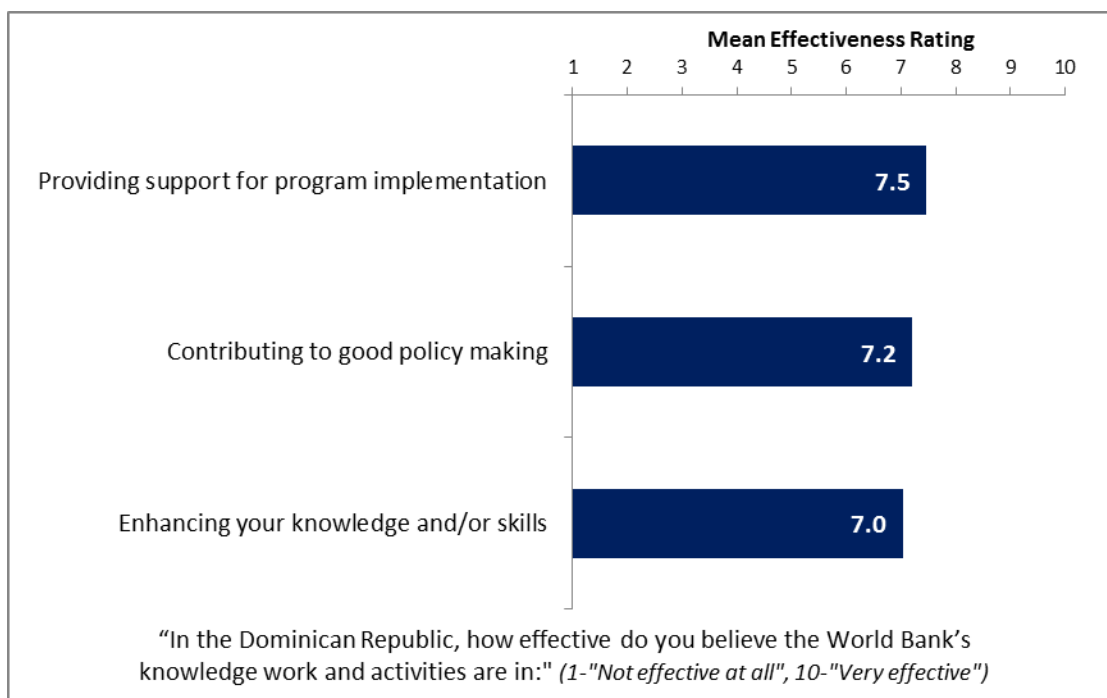 Mean Effectiveness Rating
1 2 3 4 5 6 7 8 9 10
Providing support for program implementation 7.5
Contributing to good policy making 7.2
Enhancing your knowledge and/or skills 7.0
“In the Dominican Republic, how effective do you believe the World Bank’s
knowledge work and activities are in:" (1-"Not effective at all", 10-"Very effective")